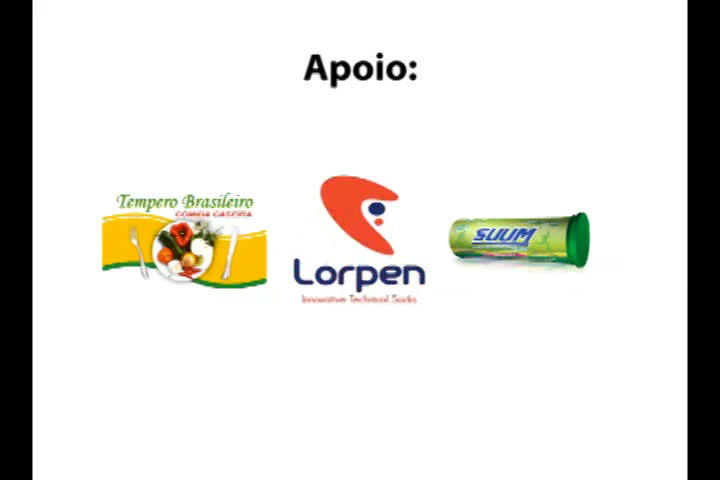 Apoio:
Tempero Brasileiro
COMIDA CASEIRA
Lorpen
Innovative Technical Socks
SUUM